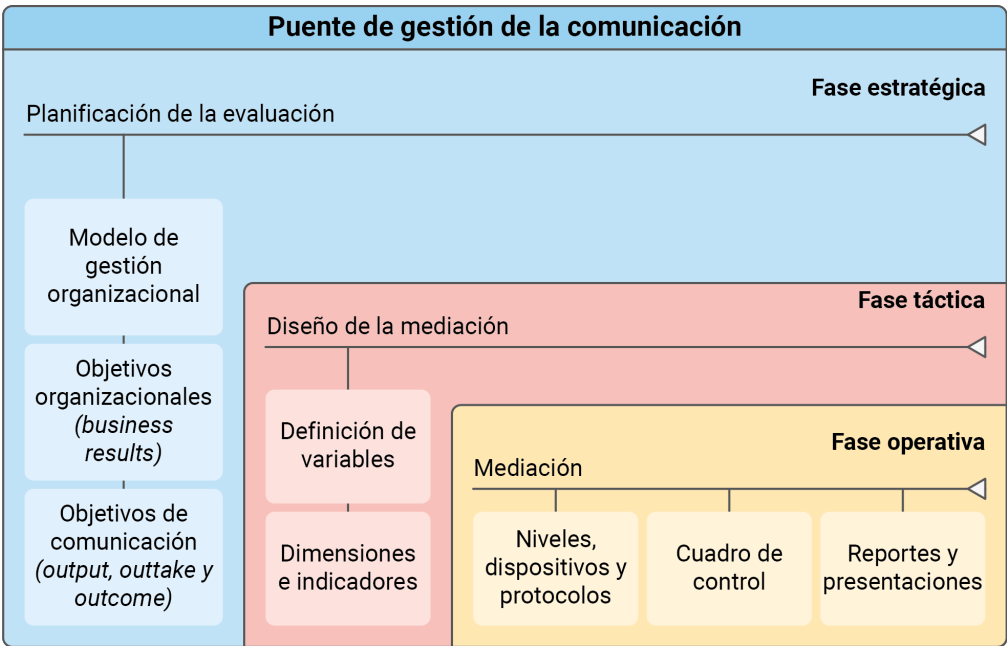 Puente de gestión de la comunicación
Fase estratégica
Planificación de la evaluación
Modelo de
gestión
organizacional
Objetivos
organizacionales
(business
results)
Objetivos de
comunicación
(output, outtake y
outcome)
Fase táctica
Diseño de la mediación
Definición de
variables
Dimensiones
e indicadores
Fase operativa
Mediación
Niveles,
dispositivos y
protocolos
Cuadro de
control
Reportes y
presentaciones